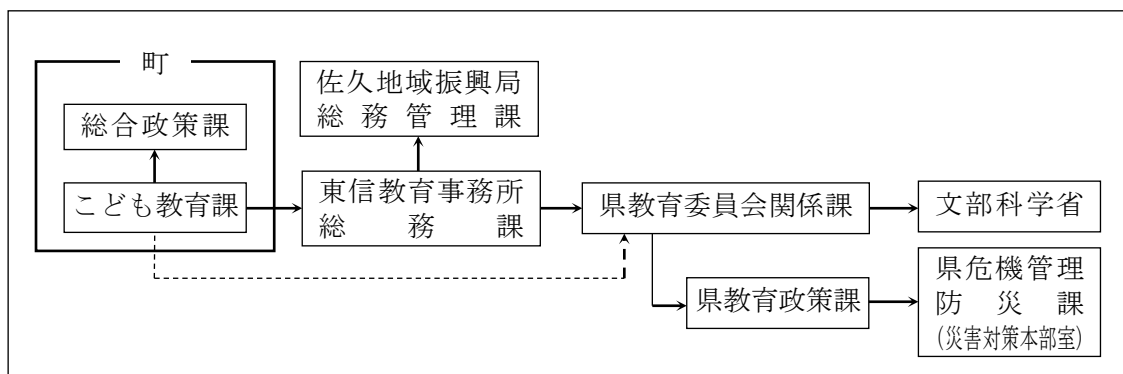 町
総合政策課
こども教育課
佐久地域振興局
総務管理課
東信教育事務所
総務課
県教育委員会関係課
文部科学省
県教育政策課
県危機管理
防災課
(災害対策本部室)